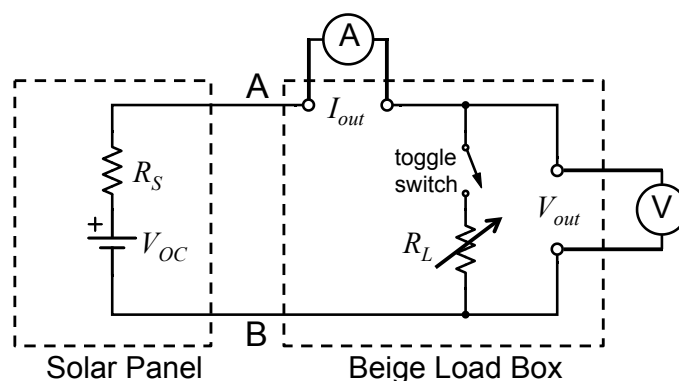 A
A
I_out
R_S
toggle
switch
V_out
V
+
V_OC
R_L
B
Solar Panel
Beige Load Box